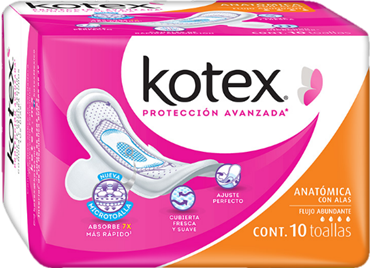 ANATÓMICA
kotex
PROTECCIÓN AVANZADA*
NUEVA
MICROTOALLA
ABSORBE 7X
MÁS RÁPIDO*
CUBIERTA
FRESCA
Y SUAVE
AJUSTE
PERFECTO
ANATÓMICA
CON ALAS
FLUJO ABUNDANTE
CONT. 10 toallas